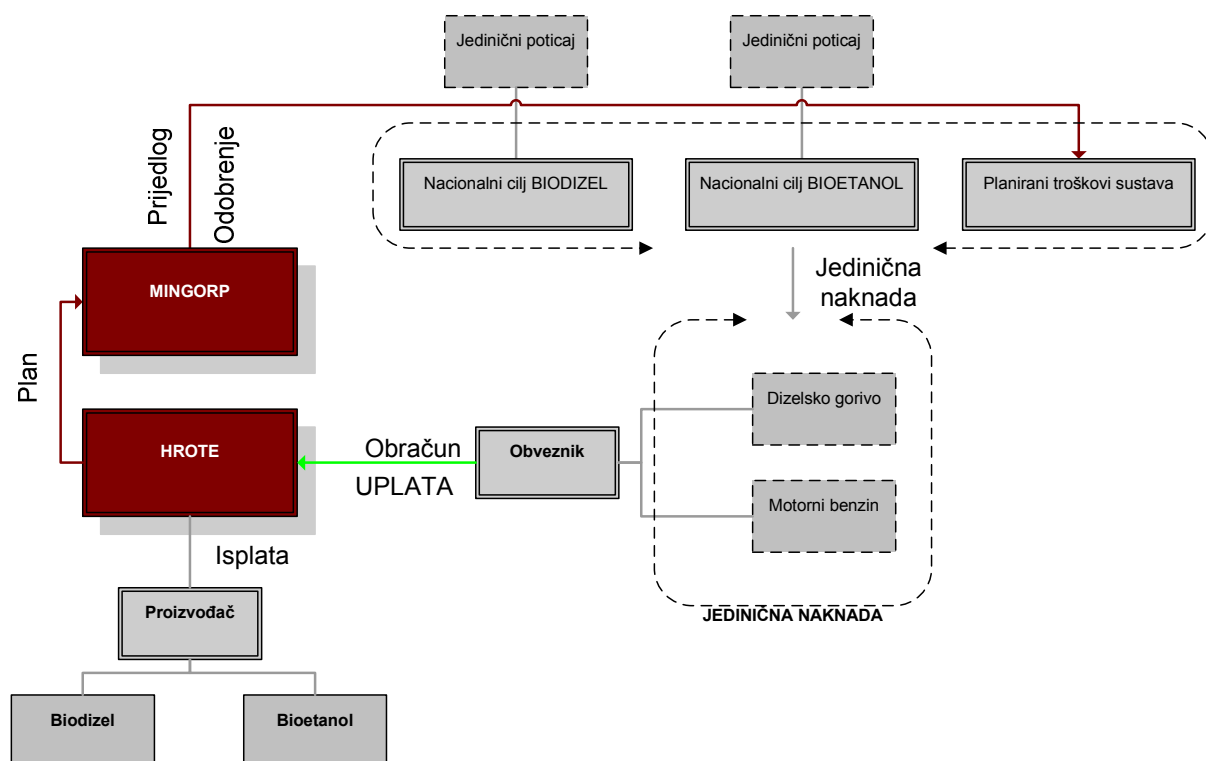 Jedinični poticaj
Jedinični poticaj
Prijedlog
Odobrenje
Nacionalni cilj BIODIZEL
Nacionalni cilj BIOETANOL
Planirani troškovi sustava
MINGORP
Jedinična
naknada
Plan
Dizelsko gorivo
HROTE
Obračun
UPLATA
Obveznik
Motorni benzin
Isplata
Proizvođač
JEDINIČNA NAKNADA
Biodizel
Bioetanol